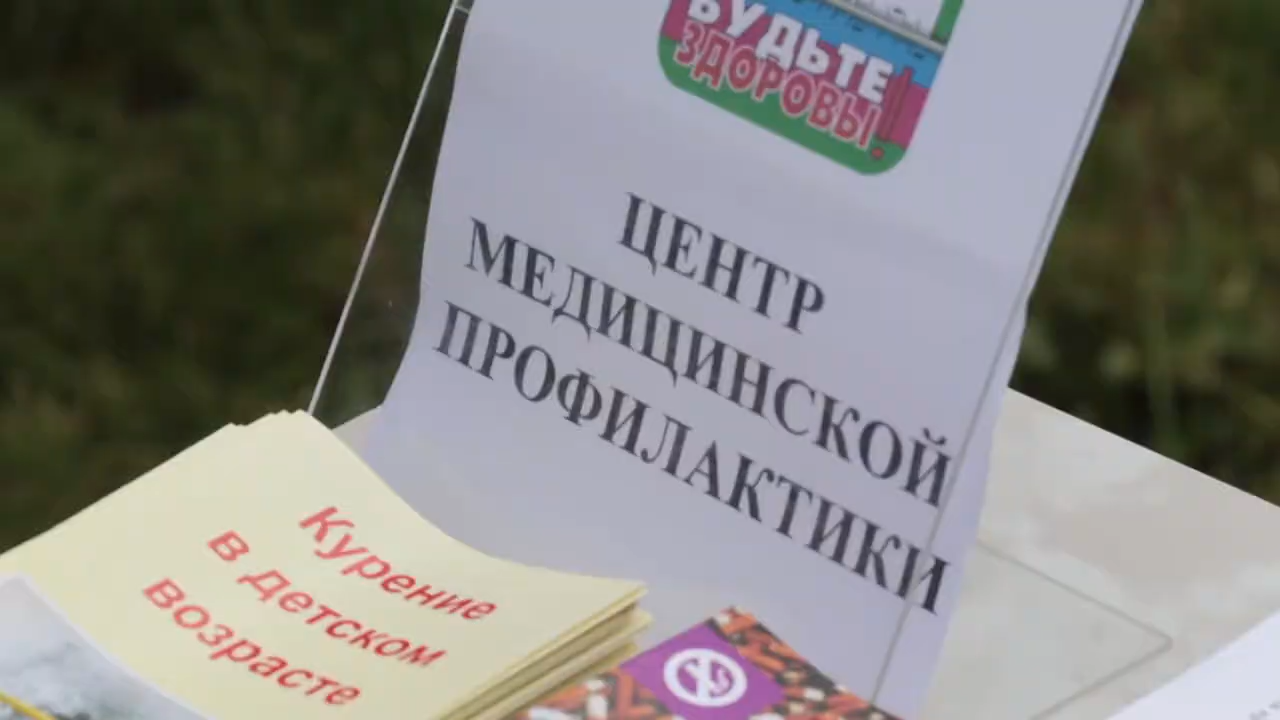 БУДЬТЕ
ЗДОРОВЫ!
ЦЕНТР
МЕДИЦИНСКОЙ
ПРОФИЛАКТИКИ
Курение
в детском
возрасте